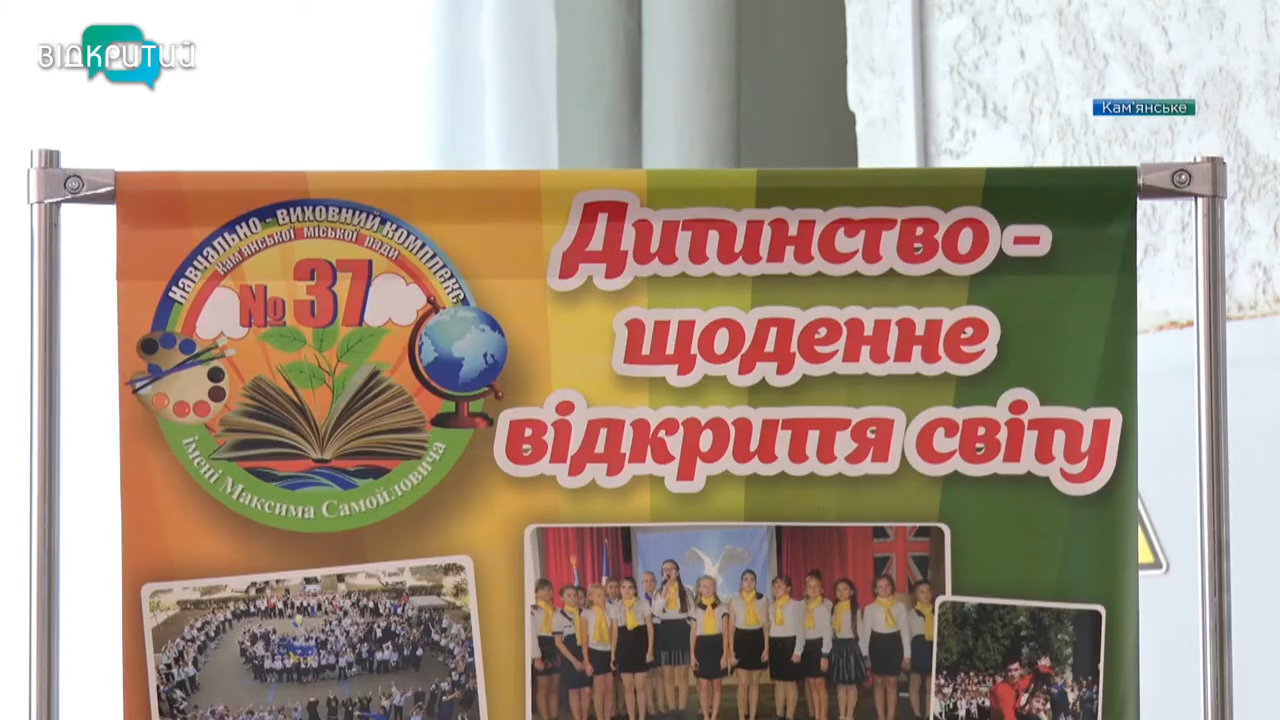 ВІДКРИТИЙ
Кам'янське
Навчально - ВИХОВНИЙ КОМПЛЕКС
Кам'янської міської ради
№ 37
імені Максима Самойловича
Дитинство -
щоденне
відкриття світу